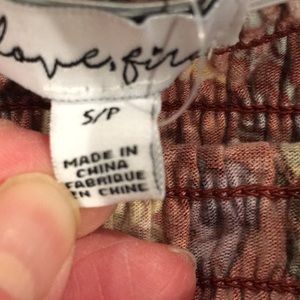 love, fire
S/P
MADE IN
CHINA
FABRIQUE
EN CHINE